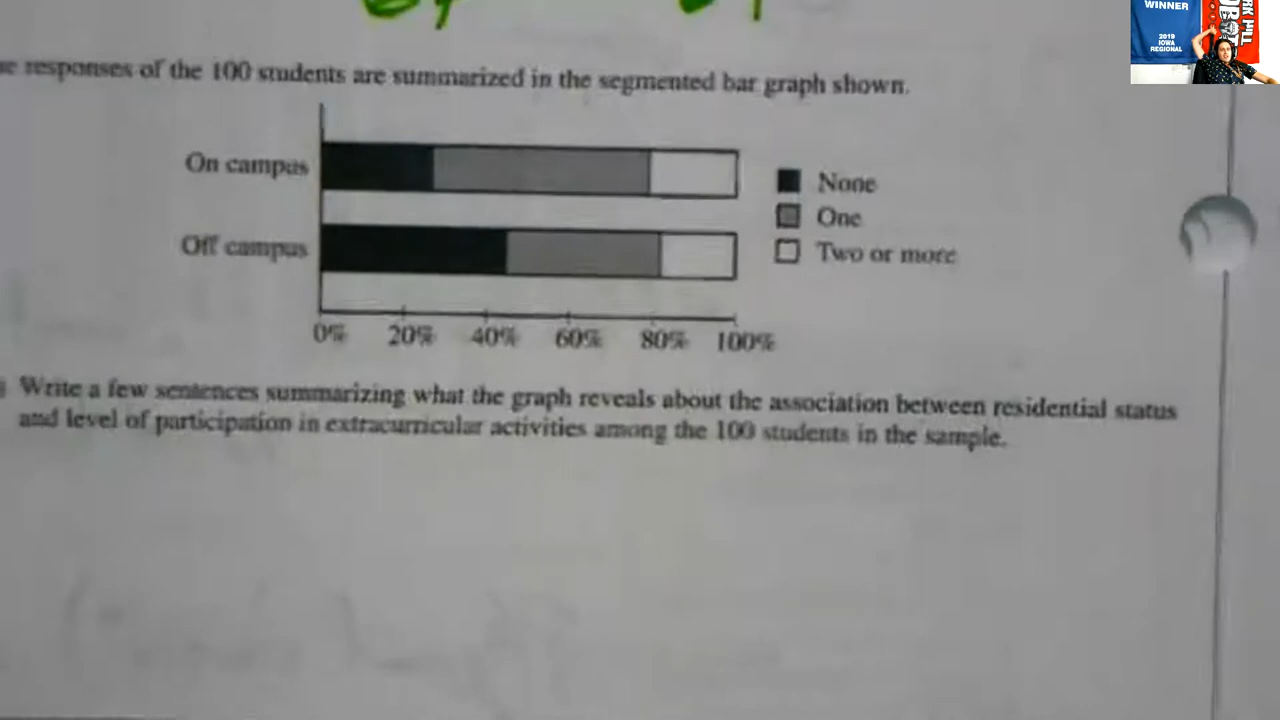 WINNER
2019
IOWA
REGIONAL
responses of the 100 students are summarized in the segmented bar graph shown.
On campus
Off campus
None
One
Two or more
0% 20% 40% 60% 80% 100%
Write a few sentences summarizing what the graph reveals about the association between residential status
and level of participation in extracurricular activities among the 100 students in the sample.